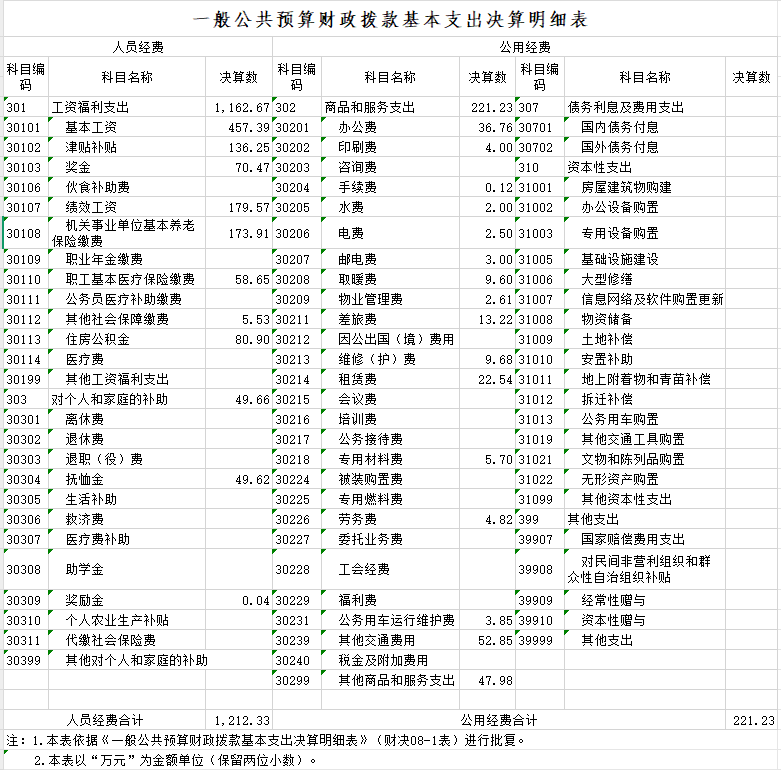 一般公共预算财政拨款基本支出决算明细表
人员经费 公用经费
科目编码 科目名称 决算数 科目编码 科目名称 决算数 科目编码 科目名称 决算数
301 工资福利支出 1,162.67 302 商品和服务支出 221.23 307 债务利息及费用支出
30101 基本工资 457.39 30201 办公费 36.76 30701 国内债务付息
30102 津贴补贴 136.25 30202 印刷费 4.00 30702 国外债务付息
30103 奖金 70.47 30203 咨询费 310 资本性支出
30106 伙食补助费 30204 手续费 0.12 31001 房屋建筑物购建
30107 绩效工资 179.57 30205 水费 2.00 31002 办公设备购置
30108 机关事业单位基本养老保险缴费 173.91 30206 电费 2.50 31003 专用设备购置
30109 职业年金缴费 30207 邮电费 3.00 31005 基础设施建设
30110 职工基本医疗保险缴费 58.65 30208 取暖费 9.60 31006 大型修缮
30111 公务员医疗补助缴费 30209 物业管理费 2.61 31007 信息网络及软件购置更新
30112 其他社会保障缴费 5.53 30211 差旅费 13.22 31008 物资储备
30113 住房公积金 80.90 30212 因公出国（境）费用 31009 土地补偿
30114 医疗费 30213 维修（护）费 9.68 31010 安置补助
30199 其他工资福利支出 30214 租赁费 22.54 31011 地上附着物和青苗补偿
303 对个人和家庭的补助 49.66 30215 会议费 31012 拆迁补偿
30301 离休费 30216 培训费 31013 公务用车购置
30302 退休费 30217 公务接待费 31019 其他交通工具购置
30303 退职（役）费 30218 专用材料费 5.70 31021 文物和陈列品购置
30304 抚恤金 49.62 30224 被装购置费 31022 无形资产购置
30305 生活补助 30225 专用燃料费 31099 其他资本性支出
30306 救济费 30226 劳务费 4.82 399 其他支出
30307 医疗费补助 30227 委托业务费 39907 国家赔偿费用支出
30308 助学金 30228 工会经费 39908 对民间非营利组织和群众性自治组织补贴
30309 奖励金 0.04 30229 福利费 39909 经常性赠与
30310 个人农业生产补贴 30231 公务用车运行维护费 3.85 39910 资本性赠与
30311 代缴社会保险费 30239 其他交通费用 52.85 39999 其他支出
30399 其他对个人和家庭的补助 30240 税金及附加费用
30299 其他商品和服务支出 47.98
人员经费合计 1,212.33 公用经费合计 221.23
注：1.本表依据《一般公共预算财政拨款基本支出决算明细表》（财决08-1表）进行批复。
2.本表以“万元”为金额单位（保留两位小数）。